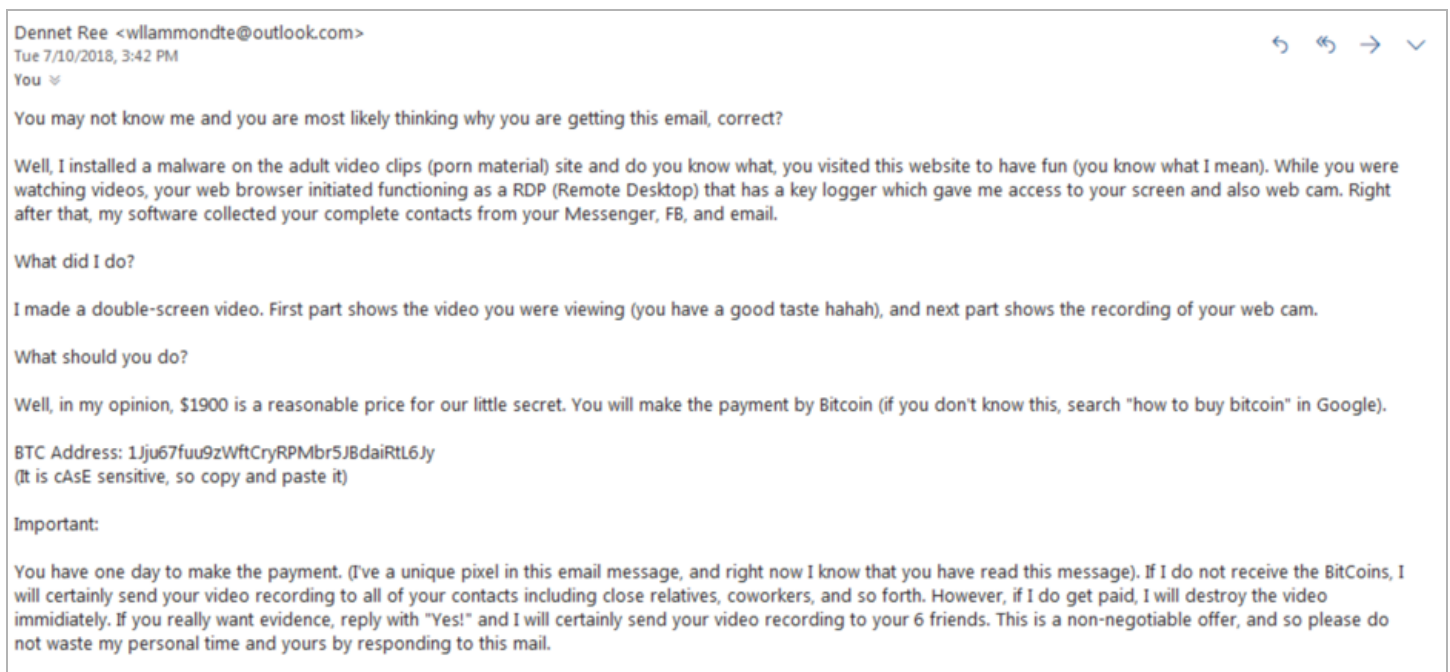 Dennet Ree <wllammondte@outlook.com>
Tue 7/10/2018, 3:42 PM
You
You may not know me and you are most likely thinking why you are getting this email, correct?
Well, I installed a malware on the adult video clips (porn material) site and do you know what, you visited this website to have fun (you know what I mean). While you were
watching videos, your web browser initiated functioning as a RDP (Remote Desktop) that has a key logger which gave me access to your screen and also web cam. Right
after that, my software collected your complete contacts from your Messenger, FB, and email.
What did I do?
I made a double-screen video. First part shows the video you were viewing (you have a good taste hahah), and next part shows the recording of your web cam.
What should you do?
Well, in my opinion, $1900 is a reasonable price for our little secret. You will make the payment by Bitcoin (if you don't know this, search "how to buy bitcoin" in Google).
BTC Address: 1Jju67fuu9zWftCryRPMbr5JBdaiRtL6Jy
(It is cAsE sensitive, so copy and paste it)
Important:
You have one day to make the payment. (I've a unique pixel in this email message, and right now I know that you have read this message). If I do not receive the BitCoins, I
will certainly send your video recording to all of your contacts including close relatives, coworkers, and so forth. However, if I do get paid, I will destroy the video
immidiately. If you really want evidence, reply with "Yes!" and I will certainly send your video recording to your 6 friends. This is a non-negotiable offer, and so please do
not waste my personal time and yours by responding to this mail.